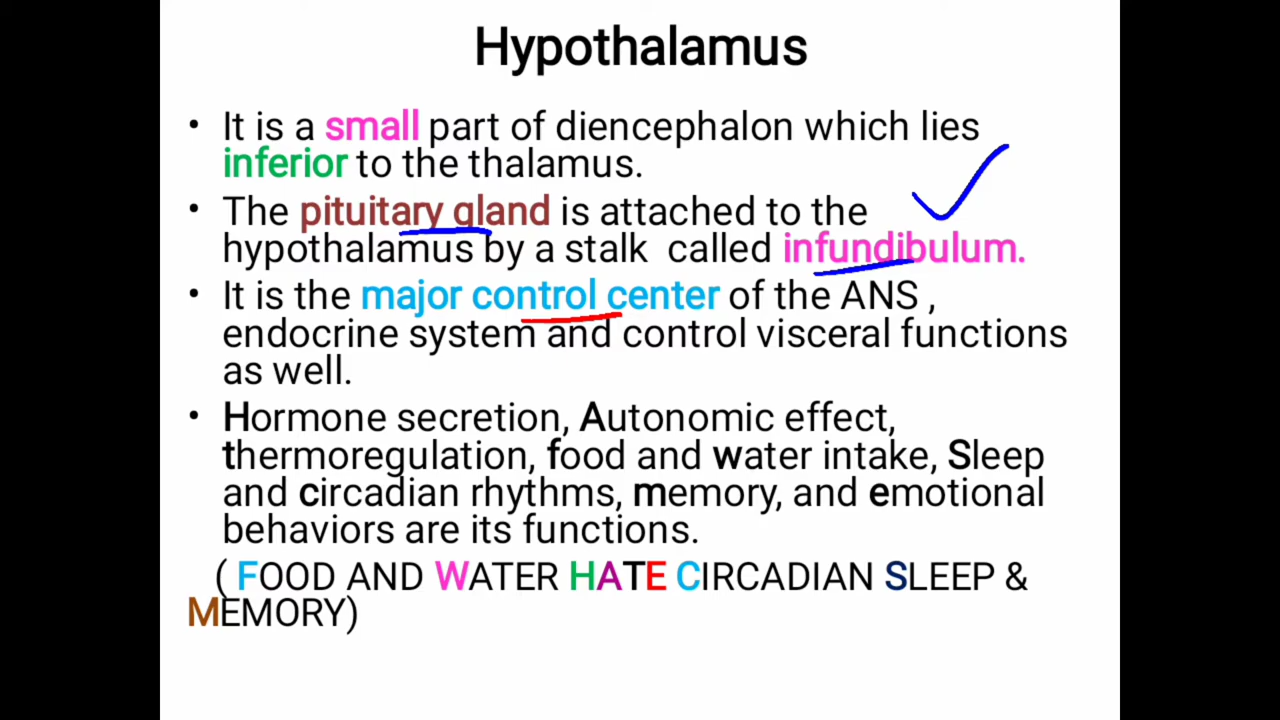 Hypothalamus
• It is a small part of diencephalon which lies
inferior to the thalamus.
• The pituitary gland is attached to the
hypothalamus by a stalk called infundibulum.
• It is the major control center of the ANS ,
endocrine system and control visceral functions
as well.
• Hormone secretion, Autonomic effect,
thermoregulation, food and water intake, Sleep
and circadian rhythms, memory, and emotional
behaviors are its functions.
( FOOD AND WATER HATE CIRCADIAN SLEEP &
MEMORY)